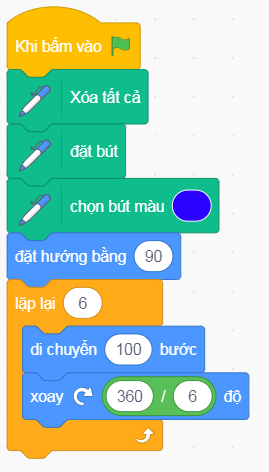 Khi bấm vào
Xóa tất cả
đặt bút
chọn bút màu
đặt hướng bằng 90
lặp lại 6
di chuyển 100 bước
xoay 360 / 6 độ